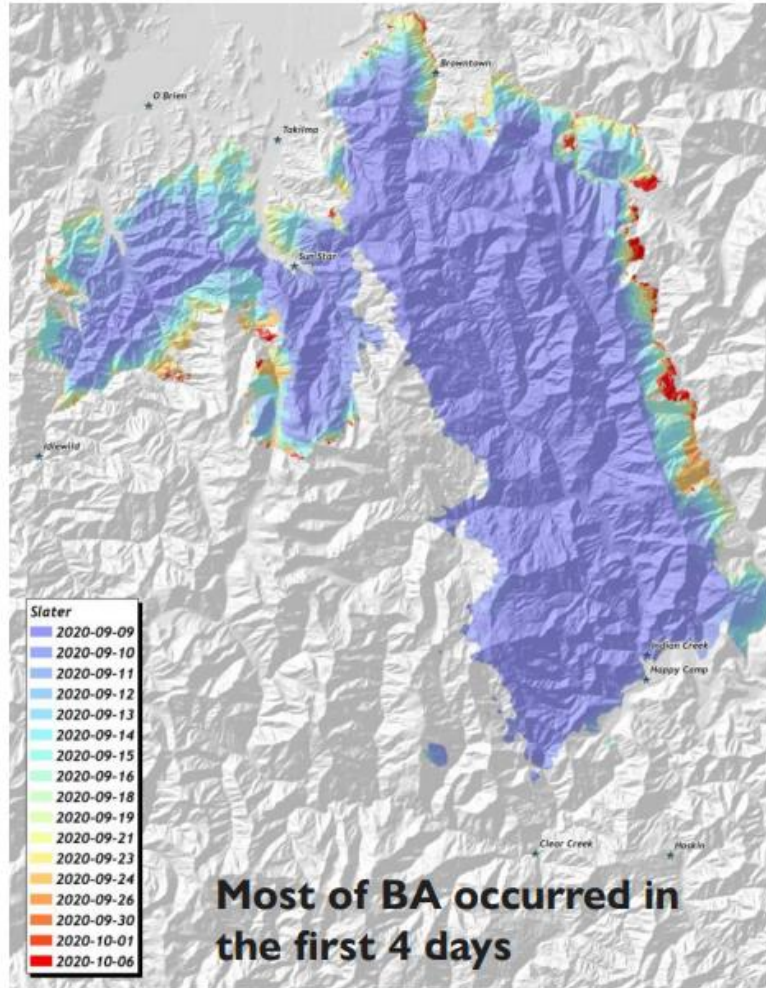 Browntown
O'Brien
Takilma
Sun Star
Idlewild
Slater
2020-09-09
2020-09-10
2020-09-11
2020-09-12
2020-09-13
2020-09-14
2020-09-15
2020-09-16
2020-09-18
2020-09-19
2020-09-21
2020-09-23
2020-09-24
2020-09-26
2020-09-30
2020-10-01
2020-10-06
Indian Creek
Happy Camp
Clear Creek
Hoskin
Most of BA occurred in
the first 4 days